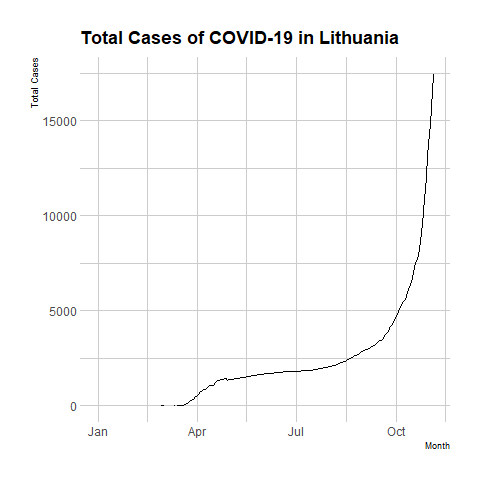 Total Cases of COVID-19 in Lithuania
Total Cases
15000
10000
5000
0
Jan Apr Jul Oct
Month